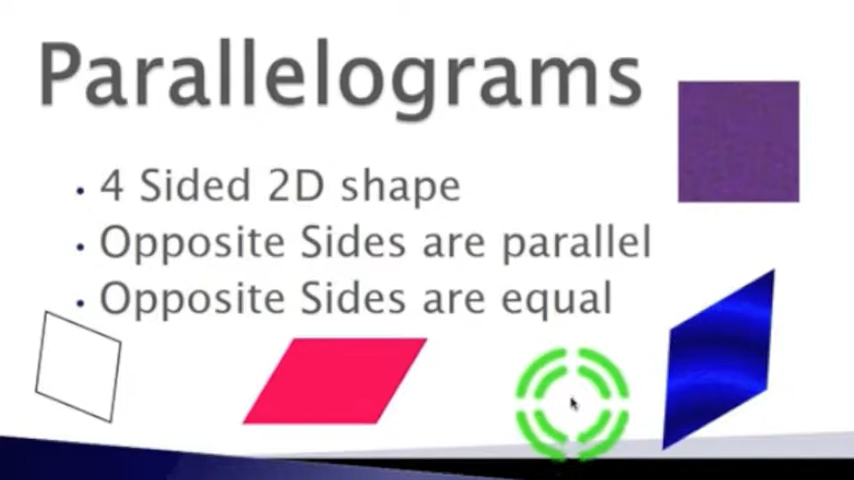 Parallelograms
• 4 Sided 2D shape
• Opposite Sides are parallel
• Opposite Sides are equal